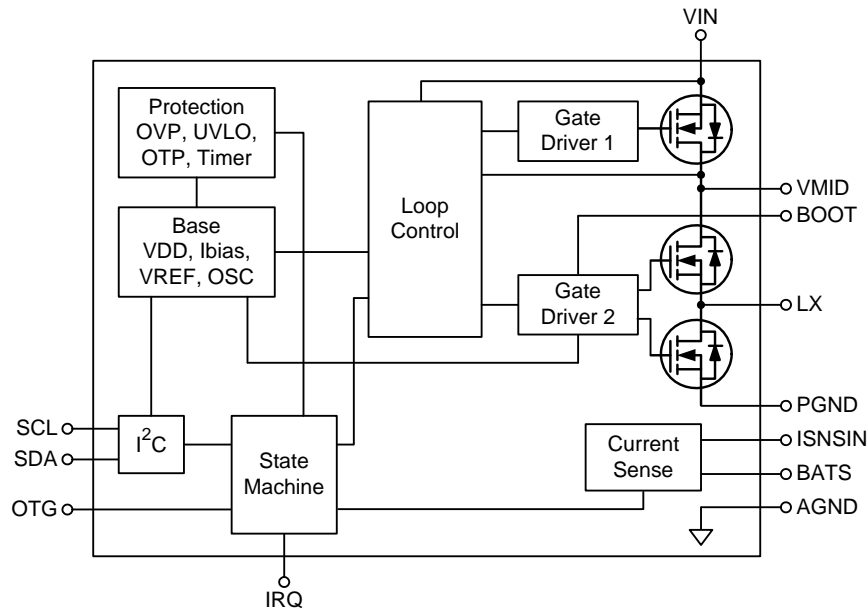 VIN
Protection
OVP, UVLO,
OTP, Timer
Gate
Driver 1
Loop
Control
VMID
BOOT
Base
VDD, Ibias,
VREF, OSC
Gate
Driver 2
LX
PGND
SCL
SDA
I²C
State
Machine
Current
Sense
ISNSIN
BATS
OTG
AGND
IRQ